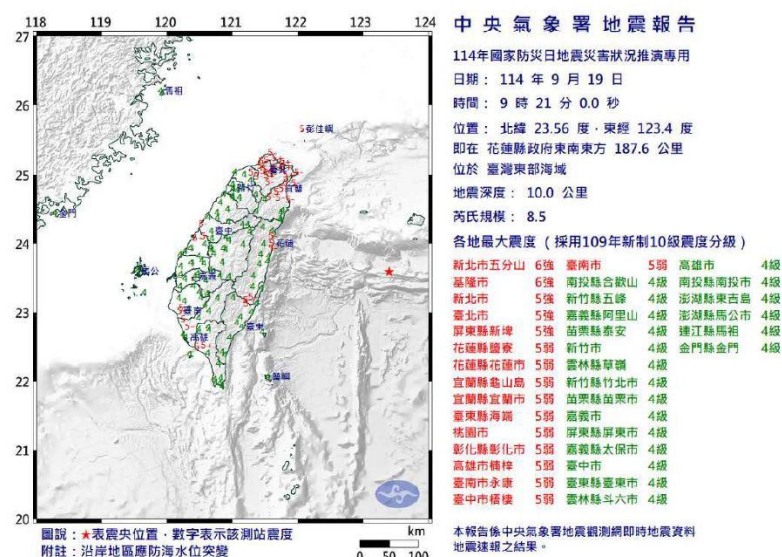 118 119 120 121 122 123 124
27
26
25
24
23
22
21
20
馬祖
彭佳嶼
金門
宜蘭
臺中
花蓮
馬公
臺南
臺東
高雄
蘭嶼
圖說：★表震央位置，數字表示該測站震度
附註：沿岸地區應防海水位突變
km
0 50 100
中央氣象署地震報告
114年國家防災日地震災害狀況推演專用
日期： 114 年 9 月 19 日
時間： 9 時 21 分 0.0 秒
位置： 北緯 23.56 度，東經 123.4 度
即在 花蓮縣政府東南東方 187.6 公里
位於 臺灣東部海域
地震深度： 10.0 公里
芮氏規模： 8.5
各地最大震度（採用109年新制10級震度分級）
新北市五分山 6強 臺南市 5弱 高雄市 4級
基隆市 6強 南投縣合歡山 4級 南投縣南投市 4級
新北市 5強 新竹縣五峰 4級 澎湖縣東吉島 4級
臺北市 5強 嘉義縣阿里山 4級 澎湖縣馬公市 4級
屏東縣新埤 5強 苗栗縣泰安 4級 連江縣馬祖 4級
花蓮縣鹽寮 5弱 新竹市 4級 金門縣金門 4級
花蓮縣花蓮市 5弱 雲林縣草嶺 4級
宜蘭縣龜山島 5弱 新竹縣竹北市 4級
宜蘭縣宜蘭市 5弱 苗栗縣苗栗市 4級
臺東縣海端 5弱 嘉義市 4級
桃園市 5弱 屏東縣屏東市 4級
彰化縣彰化市 5弱 嘉義縣太保市 4級
高雄市楠梓 5弱 臺中市 4級
臺南市永康 5弱 臺東縣臺東市 4級
臺中市梧棲 5弱 雲林縣斗六市 4級
本報告係中央氣象署地震觀測網即時地震資料
地震速報之結果。